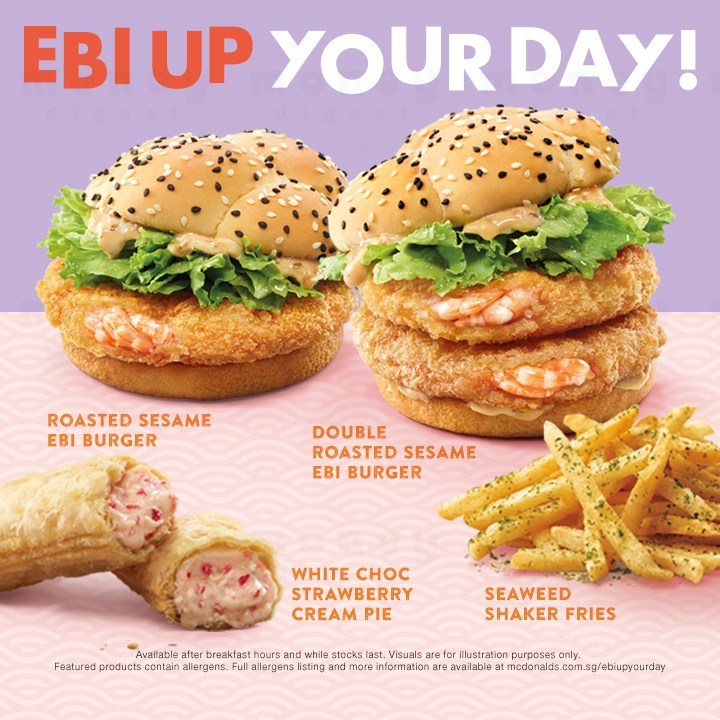 EBI UP YOUR DAY!
ROASTED SESAME
EBI BURGER
DOUBLE
ROASTED SESAME
EBI BURGER
WHITE CHOC
STRAWBERRY
CREAM PIE
SEAWEED
SHAKER FRIES
Available after breakfast hours and while stocks last. Visuals are for illustration purposes only.
Featured products contain allergens. Full allergens listing and more information are available at mcdonalds.com.sg/ebiupyourday